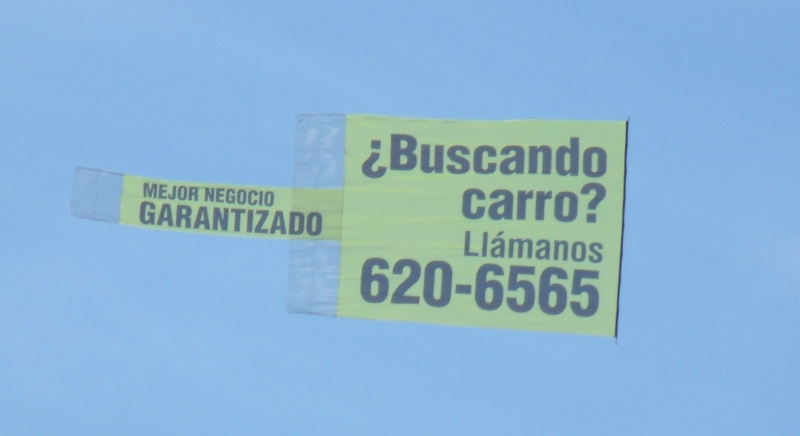 ¿Buscando
carro?
Llámanos
620-6565
MEJOR NEGOCIO
GARANTIZADO